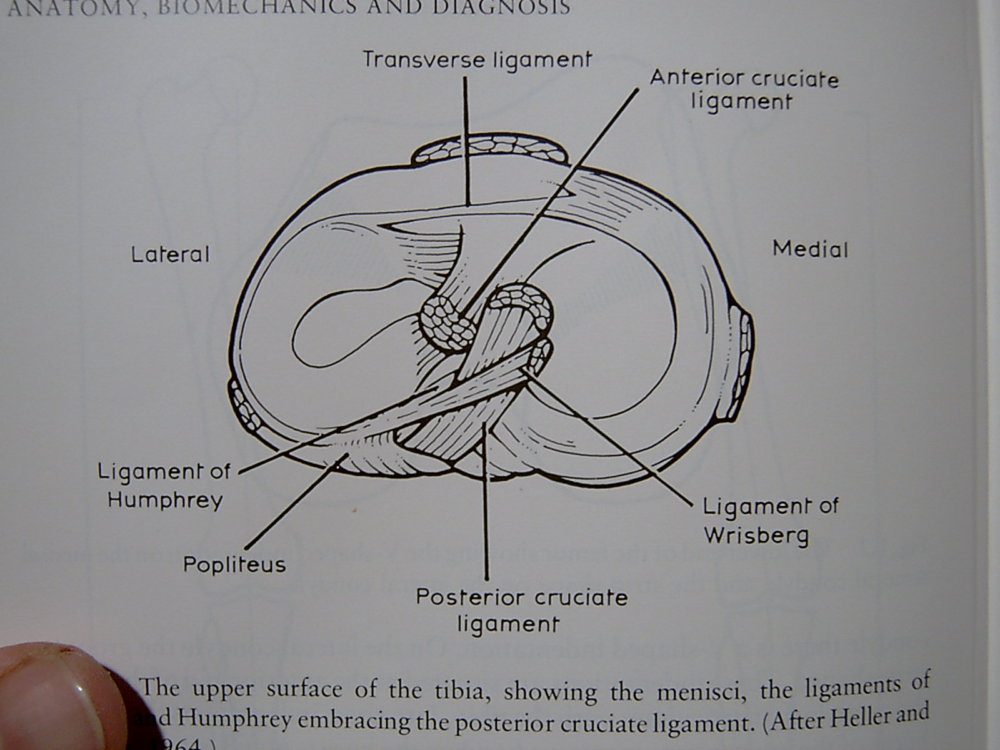 ANATOMY, BIOMECHANICS AND DIAGNOSIS
Transverse ligament
Anterior cruciate
ligament
Lateral
Medial
Ligament of
Humphrey
Ligament of
Wrisberg
Popliteus
Posterior cruciate
ligament
The upper surface of the tibia, showing the menisci, the ligaments of
and Humphrey embracing the posterior cruciate ligament. (After Heller and
1964.)